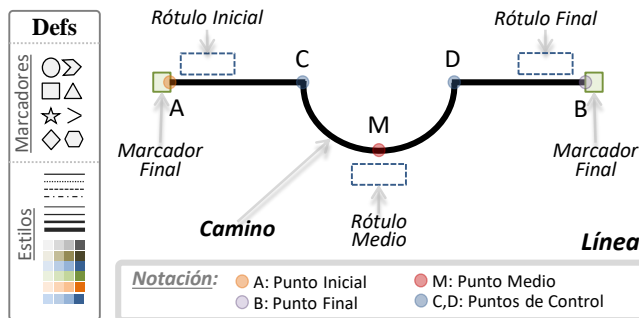 Defs
Marcadores
Estilos
Rótulo Inicial
Rótulo Final
C
D
A
M
B
Marcador
Final
Marcador
Final
Camino
Rótulo
Medio
Línea
Notación:
A: Punto Inicial
M: Punto Medio
B: Punto Final
C,D: Puntos de Control